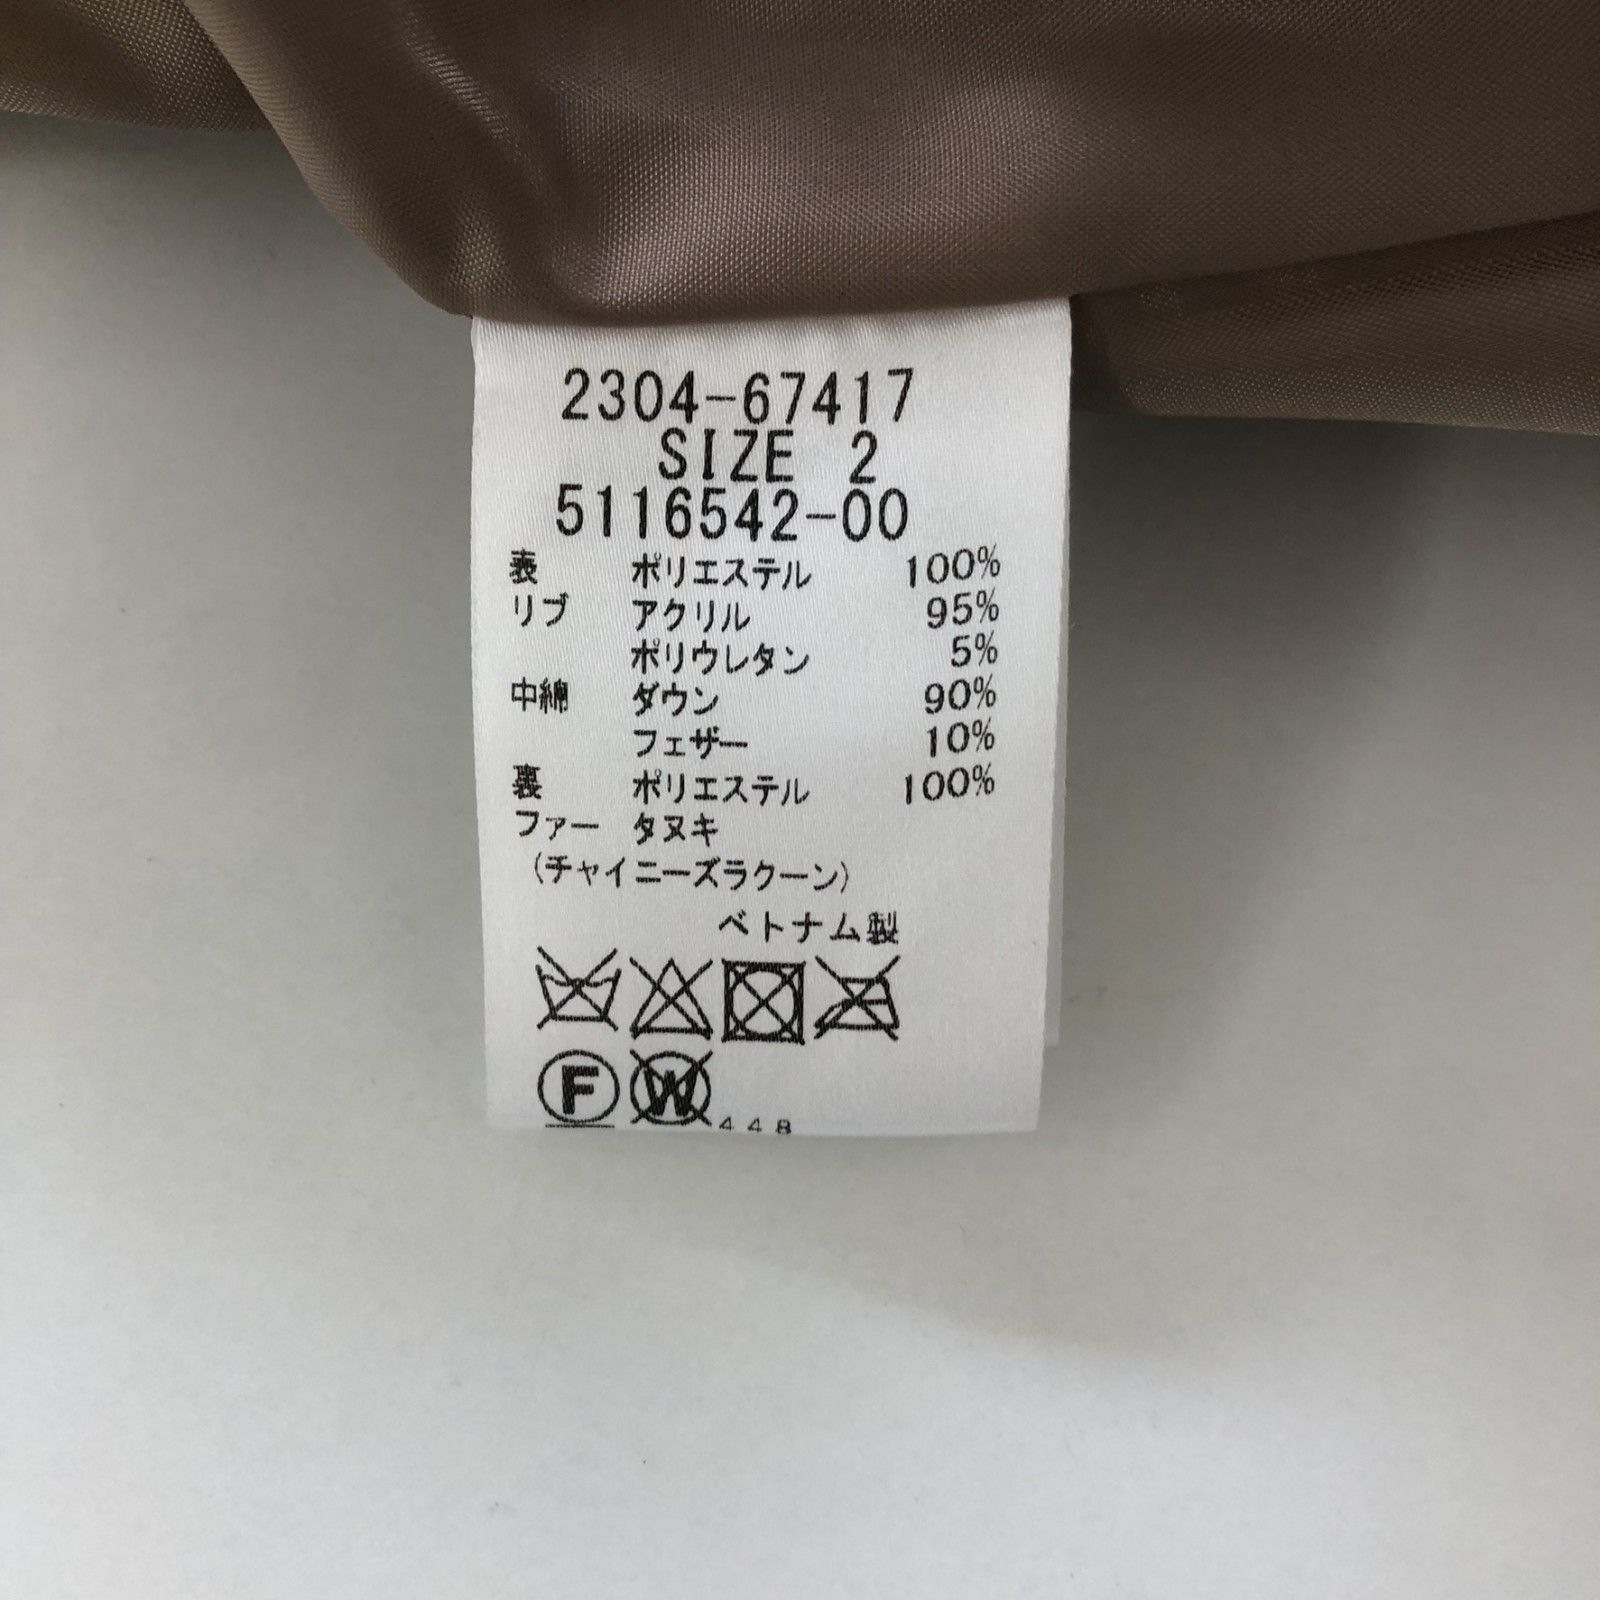 2304-67417
SIZE 2
5116542-00
表 ポリエステル 100%
リブ アクリル 95%
ポリウレタン 5%
中綿 ダウン 90%
フェザー 10%
裏 ポリエステル 100%
ファー タヌキ
(チャイニーズラクーン)
ベトナム製
F W 448